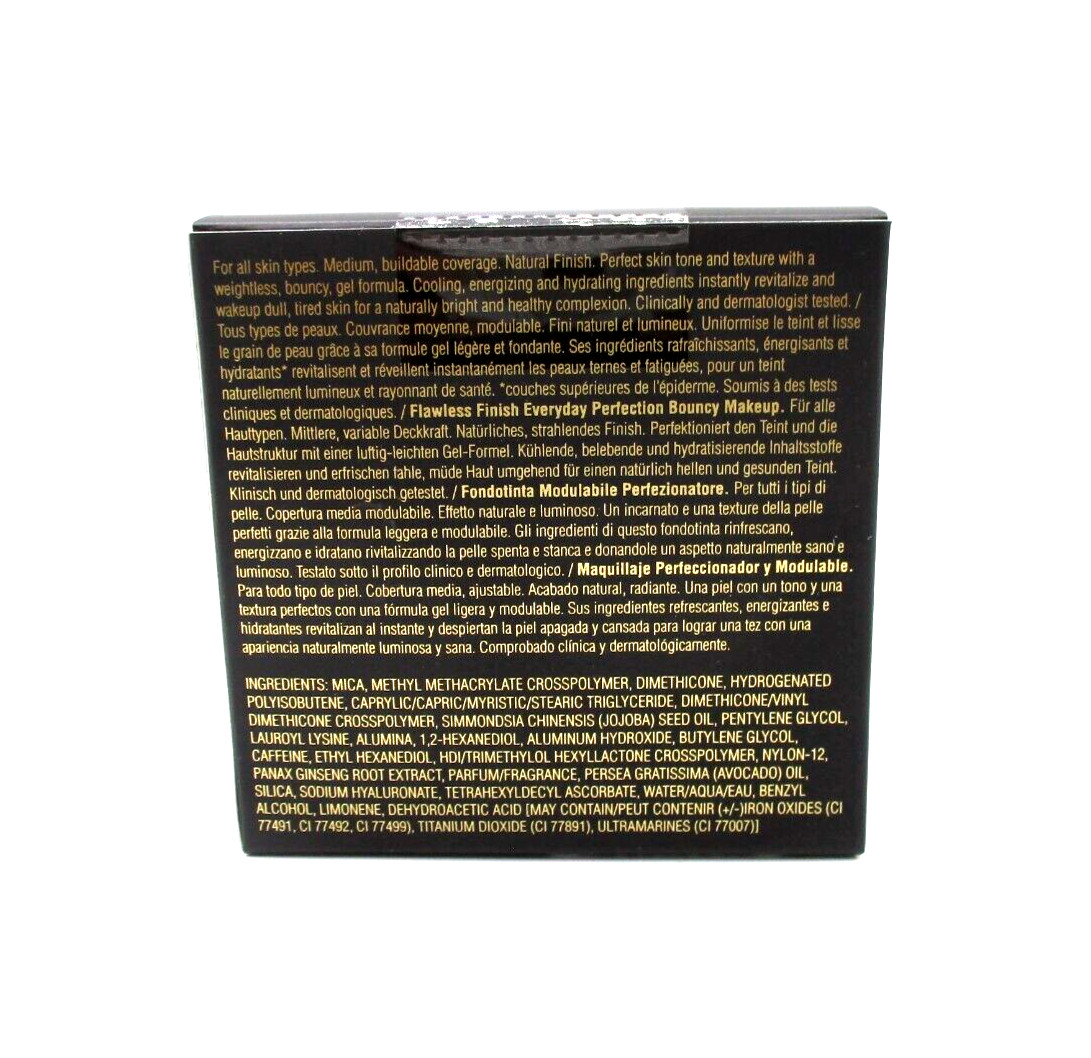 For all skin types. Medium, buildable coverage. Natural Finish. Perfect skin tone and texture with a
weightless, bouncy, gel formula. Cooling, energizing and hydrating ingredients instantly revitalize and
wakeup dull, tired skin for a naturally bright and healthy complexion. Clinically and dermatologist tested. /
Tous types de peaux. Couvrance moyenne, modulable. Fini naturel et lumineux. Uniformise le teint et lisse
le grain de peau grâce à sa formule gel légère et fondante. Ses ingrédients rafraîchissants, énergisants et
hydratants* revitalisent et réveillent instantanément les peaux ternes et fatiguées, pour un teint
naturellement lumineux et rayonnant de santé. *couches supérieures de l'épiderme. Soumis à des tests
cliniques et dermatologiques. / Flawless Finish Everyday Perfection Bouncy Makeup. Für alle
Hauttypen. Mittlere, variable Deckkraft. Natürliches, strahlendes Finish. Perfektioniert den Teint und die
Hautstruktur mit einer luftig-leichten Gel-Formel. Kühlende, belebende und hydratisierende Inhaltsstoffe
revitalisieren und erfrischen fahle, müde Haut umgehend für einen natürlich hellen und gesunden Teint.
Klinisch und dermatologisch getestet. / Fondotinta Modulabile Perfezionatore. Per tutti i tipi di
pelle. Copertura media modulabile. Effetto naturale e luminoso. Un incarnato e una texture della pelle
perfetti grazie alla formula leggera e modulabile. Gli ingredienti di questo fondotinta rinfrescano,
energizzano e idratano rivitalizzando la pelle spenta e stanca e donandole un aspetto naturalmente sano e
luminoso. Testato sotto il profilo clinico e dermatologico. / Maquillaje Perfeccionador y Modulable.
Para todo tipo de piel. Cobertura media, ajustable. Acabado natural, radiante. Una piel con un tono y una
textura perfectos con una fórmula gel ligera y modulable. Sus ingredientes refrescantes, energizantes e
hidratantes revitalizan al instante y despiertan la piel apagada y cansada para lograr una tez con una
apariencia naturalmente luminosa y sana. Comprobado clínica y dermatológicamente.
INGREDIENTS: MICA, METHYL METHACRYLATE CROSSPOLYMER, DIMETHICONE, HYDROGENATED
POLYISOBUTENE, CAPRYLIC/CAPRIC/MYRISTIC/STEARIC TRIGLYCERIDE, DIMETHICONE/VINYL
DIMETHICONE CROSSPOLYMER, SIMMONDSIA CHINENSIS (JOJOBA) SEED OIL, PENTYLENE GLYCOL,
LAUROYL LYSINE, ALUMINA, 1,2-HEXANEDIOL, ALUMINUM HYDROXIDE, BUTYLENE GLYCOL,
CAFFEINE, ETHYL HEXANEDIOL, HDI/TRIMETHYLOL HEXYLLACTONE CROSSPOLYMER, NYLON-12,
PANAX GINSENG ROOT EXTRACT, PARFUM/FRAGRANCE, PERSEA GRATISSIMA (AVOCADO) OIL,
SILICA, SODIUM HYALURONATE, TETRAHEXYLDECYL ASCORBATE, WATER/AQUA/EAU, BENZYL
ALCOHOL, LIMONENE, DEHYDROACETIC ACID [MAY CONTAIN/PEUT CONTENIR (+/-)IRON OXIDES (CI
77491, CI 77492, CI 77499), TITANIUM DIOXIDE (CI 77891), ULTRAMARINES (CI 77007)]